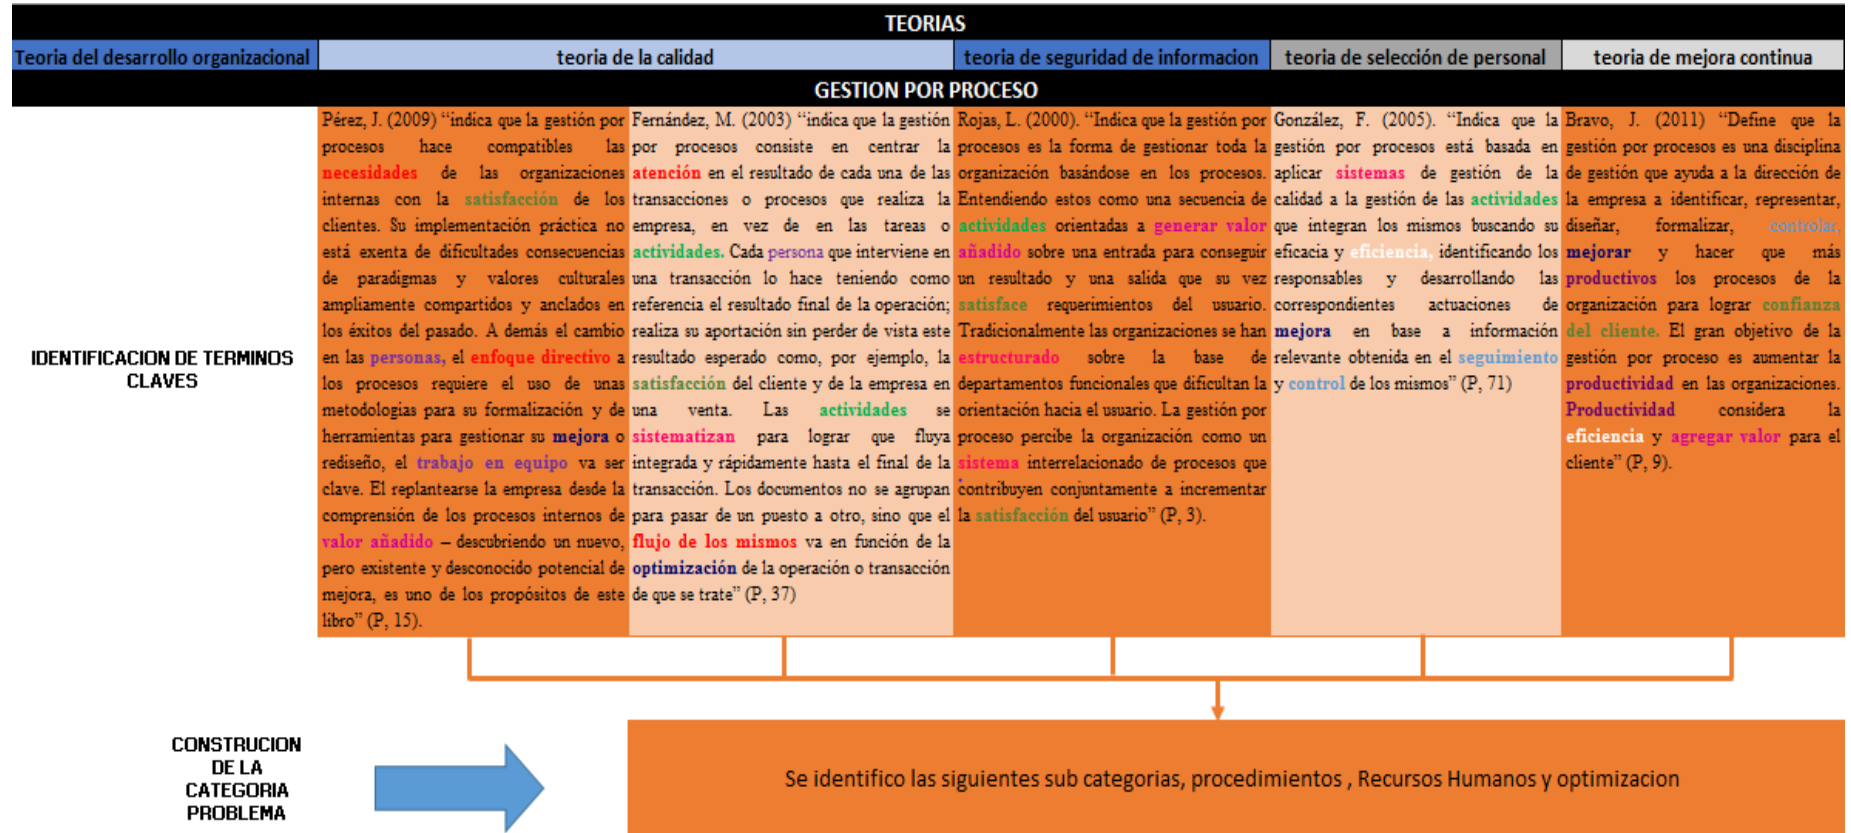 TEORIAS
Teoria del desarrollo organizacional
teoria de la calidad
teoria de seguridad de informacion
teoria de selección de personal
teoria de mejora continua
GESTION POR PROCESO
IDENTIFICACION DE TERMINOS
CLAVES
Pérez, J. (2009) “indica que la gestión por
procesos hace compatibles las
necesidades de las organizaciones
internas con la satisfacción de los
clientes. Su implementación práctica no
está exenta de dificultades consecuencias
de paradigmas y valores culturales
ampliamente compartidos y anclados en
los éxitos del pasado. A demás el cambio
en las personas, el enfoque directivo a
los procesos requiere el uso de unas
metodologias para su formalización y de
herramientas para gestionar su mejora o
rediseño, el trabajo en equipo va ser
clave. El replantearse la empresa desde la
comprensión de los procesos internos de
valor añadido – descubriendo un nuevo,
pero existente y desconocido potencial de
mejora, es uno de los propósitos de este
libro” (P, 15).
Fernández, M. (2003) “indica que la gestión
por procesos consiste en centrar la
atención en el resultado de cada una de las
transacciones o procesos que realiza la
empresa, en vez de en las tareas o
actividades. Cada persona que interviene en
una transacción lo hace teniendo como
referencia el resultado final de la operación;
realiza su aportación sin perder de vista este
resultado esperado como, por ejemplo, la
satisfacción del cliente y de la empresa en
una venta. Las actividades se
sistematizan para lograr que fluya
integrada y rápidamente hasta el final de la
transacción. Los documentos no se agrupan
para pasar de un puesto a otro, sino que el
flujo de los mismos va en función de la
optimización de la operación o transacción
de que se trate” (P, 37)
Rojas, L. (2000). “Indica que la gestión por
procesos es la forma de gestionar toda la
organización basándose en los procesos.
Entendiendo estos como una secuencia de
actividades orientadas a generar valor
añadido sobre una entrada para conseguir
un resultado y una salida que su vez
satisface requerimientos del usuario.
Tradicionalmente las organizaciones se han
estructurado sobre la base de
departamentos funcionales que dificultan la
orientación hacia el usuario. La gestión por
proceso percibe la organización como un
sistema interrelacionado de procesos que
contribuyen conjuntamente a incrementar
la satisfacción del usuario” (P, 3).
González, F. (2005). “Indica que la
gestión por procesos está basada en
aplicar sistemas de gestión de la
calidad a la gestión de las actividades
que integran los mismos buscando su
eficacia y eficiencia, identificando los
responsables y desarrollando las
correspondientes actuaciones de
mejora en base a información
relevante obtenida en el seguimiento
y control de los mismos” (P, 71)
Bravo, J. (2011) “Define que la
gestión por procesos es una disciplina
de gestión que ayuda a la dirección de
la empresa a identificar, representar,
diseñar, formalizar, controlar,
mejorar y hacer que más
productivos los procesos de la
organización para lograr confianza
del cliente. El gran objetivo de la
gestión por proceso es aumentar la
productividad en las organizaciones.
Productividad considera la
eficiencia y agregar valor para el
cliente” (P, 9).
CONSTRUCION
DE LA
CATEGORIA
PROBLEMA
Se identifico las siguientes sub categorias, procedimientos , Recursos Humanos y optimizacion